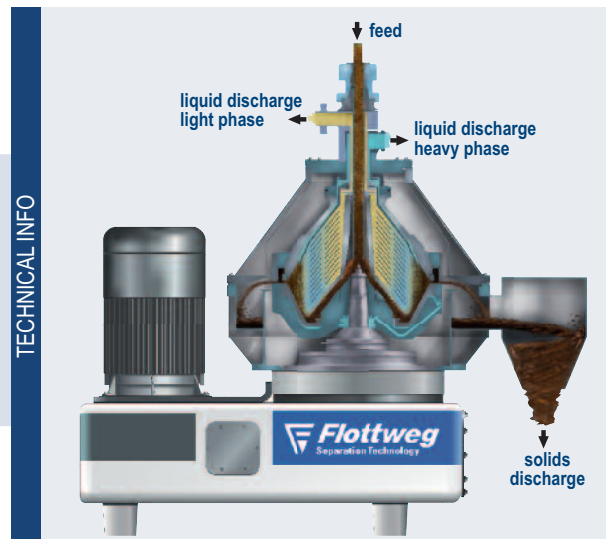 feed
liquid discharge
light phase
liquid discharge
heavy phase
TECHNICAL INFO
Flottweg
Separation Technology
solids
discharge